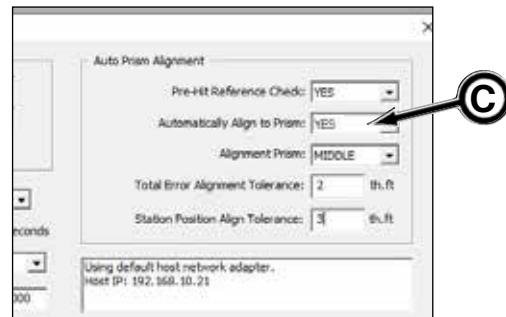 Auto Prism Alignment
Pre-Hit Reference Check: YES
Automatically Align to Prism: YES
C
Alignment Prism: MIDDLE
Total Error Alignment Tolerance: 2 th.ft
Station Position Align Tolerance: 3 th.ft
econds
000
Using default host network adapter.
Host IP: 192.168.10.21